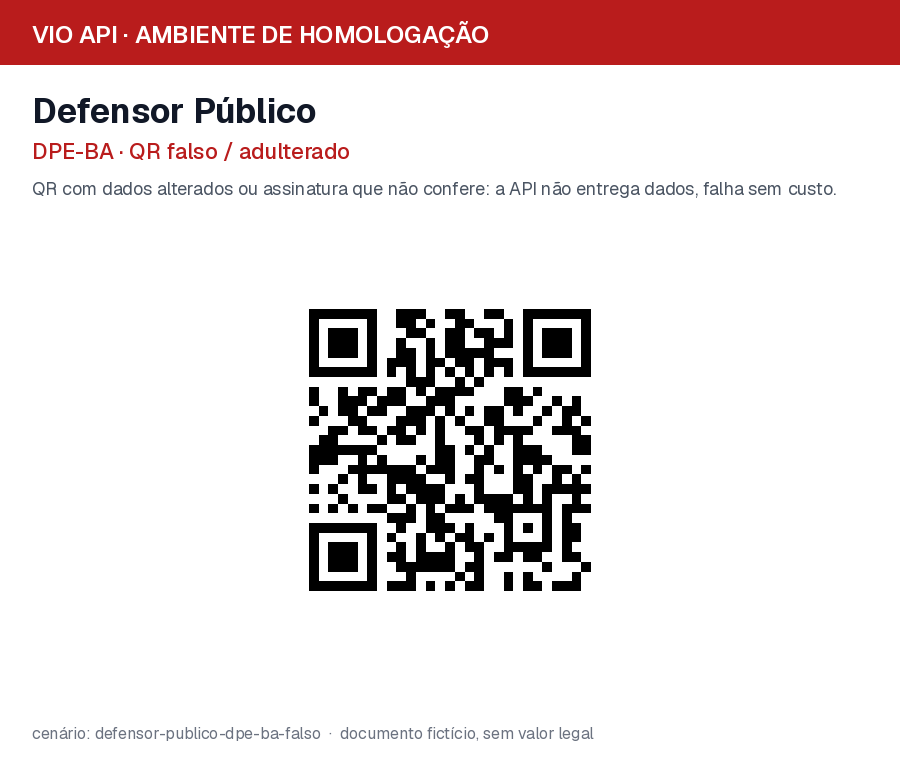 VIO API · AMBIENTE DE HOMOLOGAÇÃO
Defensor Público
DPE-BA · QR falso / adulterado
QR com dados alterados ou assinatura que não confere: a API não entrega dados, falha sem custo.
cenário: defensor-publico-dpe-ba-falso · documento fictício, sem valor legal